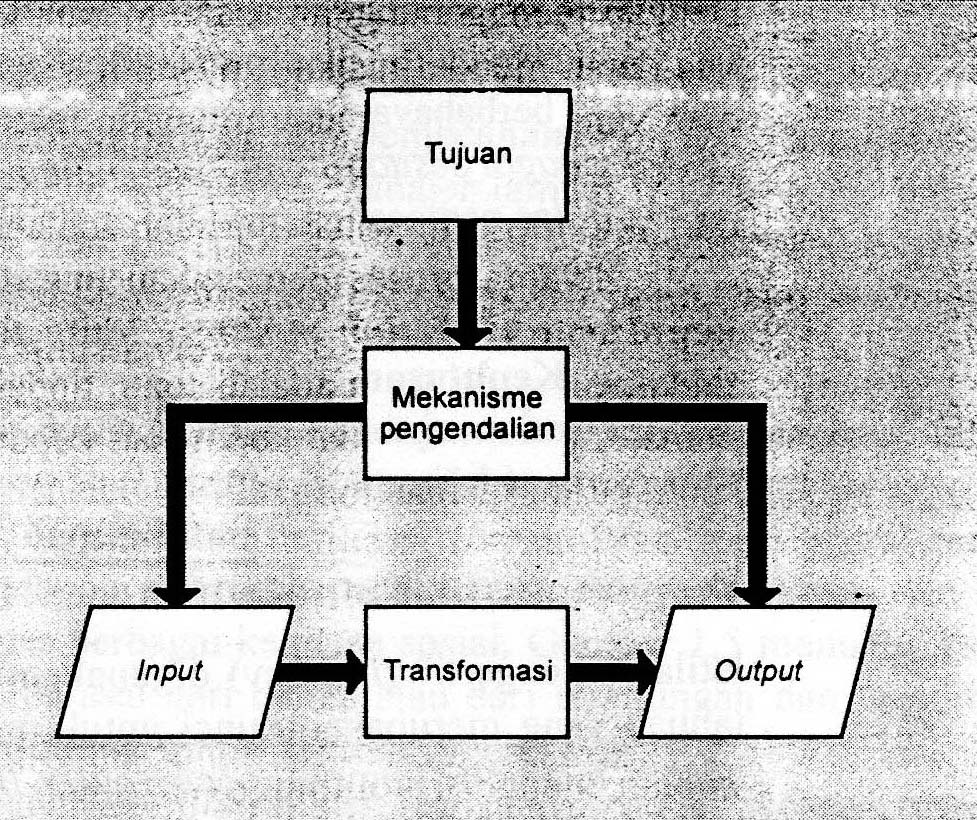 Tujuan
Mekanisme
pengendalian
Input
Transformasi
Output